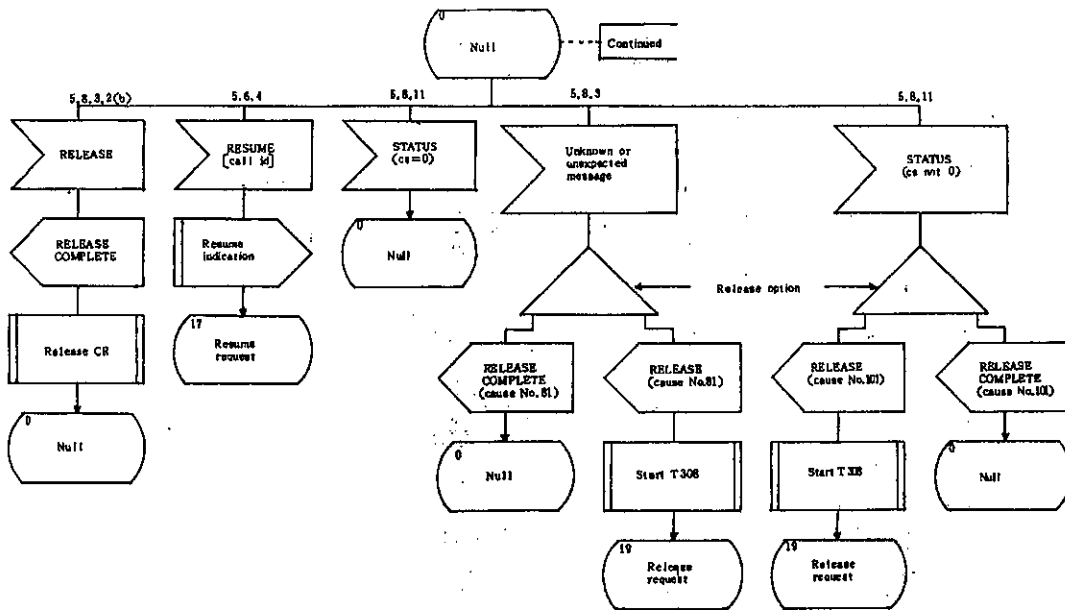 0
Null
Continued
5,8,3,2(b)
5,6,4
5,8,11
5,8,3
5,8,11
RELEASE
RESUME
[call id]
STATUS
(cs=0)
Unknown or
unexpected
message
STATUS
(cs not 0)
RELEASE
COMPLETE
Resume
indication
0
Null
Release option
Release CR
17
Resume
request
RELEASE
COMPLETE
(cause No.81)
RELEASE
(cause No.81)
RELEASE
(cause No.101)
RELEASE
COMPLETE
(cause No.101)
0
Null
0
Null
Start T308
Start T308
0
Null
19
Release
request
19
Release
request